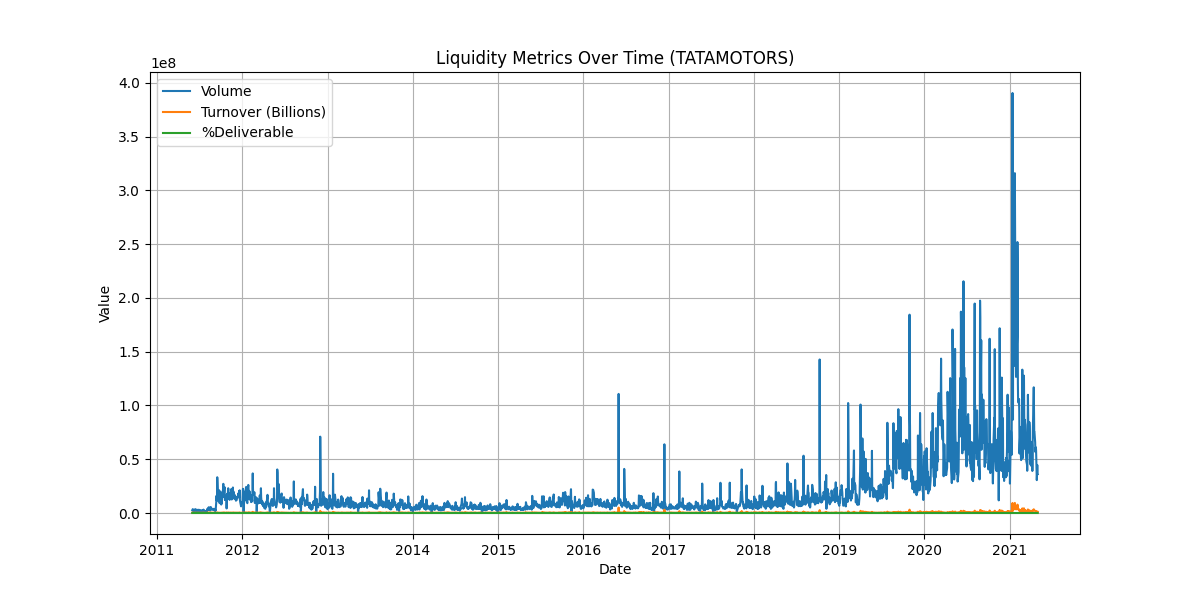 Liquidity Metrics Over Time (TATAMOTORS)
1e8
4.0
3.5
3.0
2.5
2.0
1.5
1.0
0.5
0.0
Value
Volume
Turnover (Billions)
%Deliverable
2011 2012 2013 2014 2015 2016 2017 2018 2019 2020 2021
Date